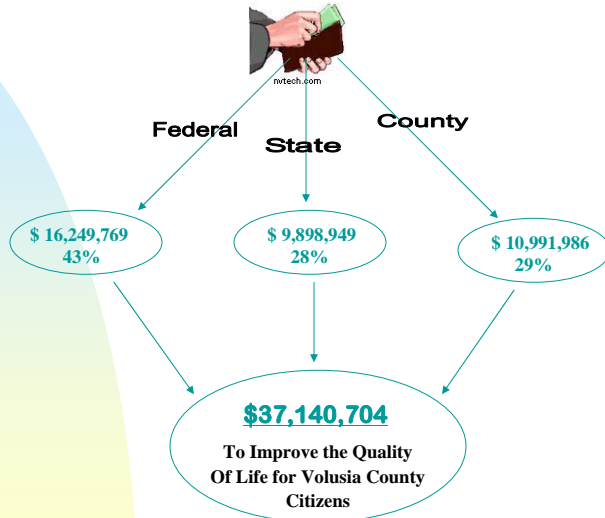 nvtech.com
Federal
State
County
$ 16,249,769
43%
$ 9,898,949
28%
$ 10,991,986
29%
$37,140,704
To Improve the Quality
Of Life for Volusia County
Citizens